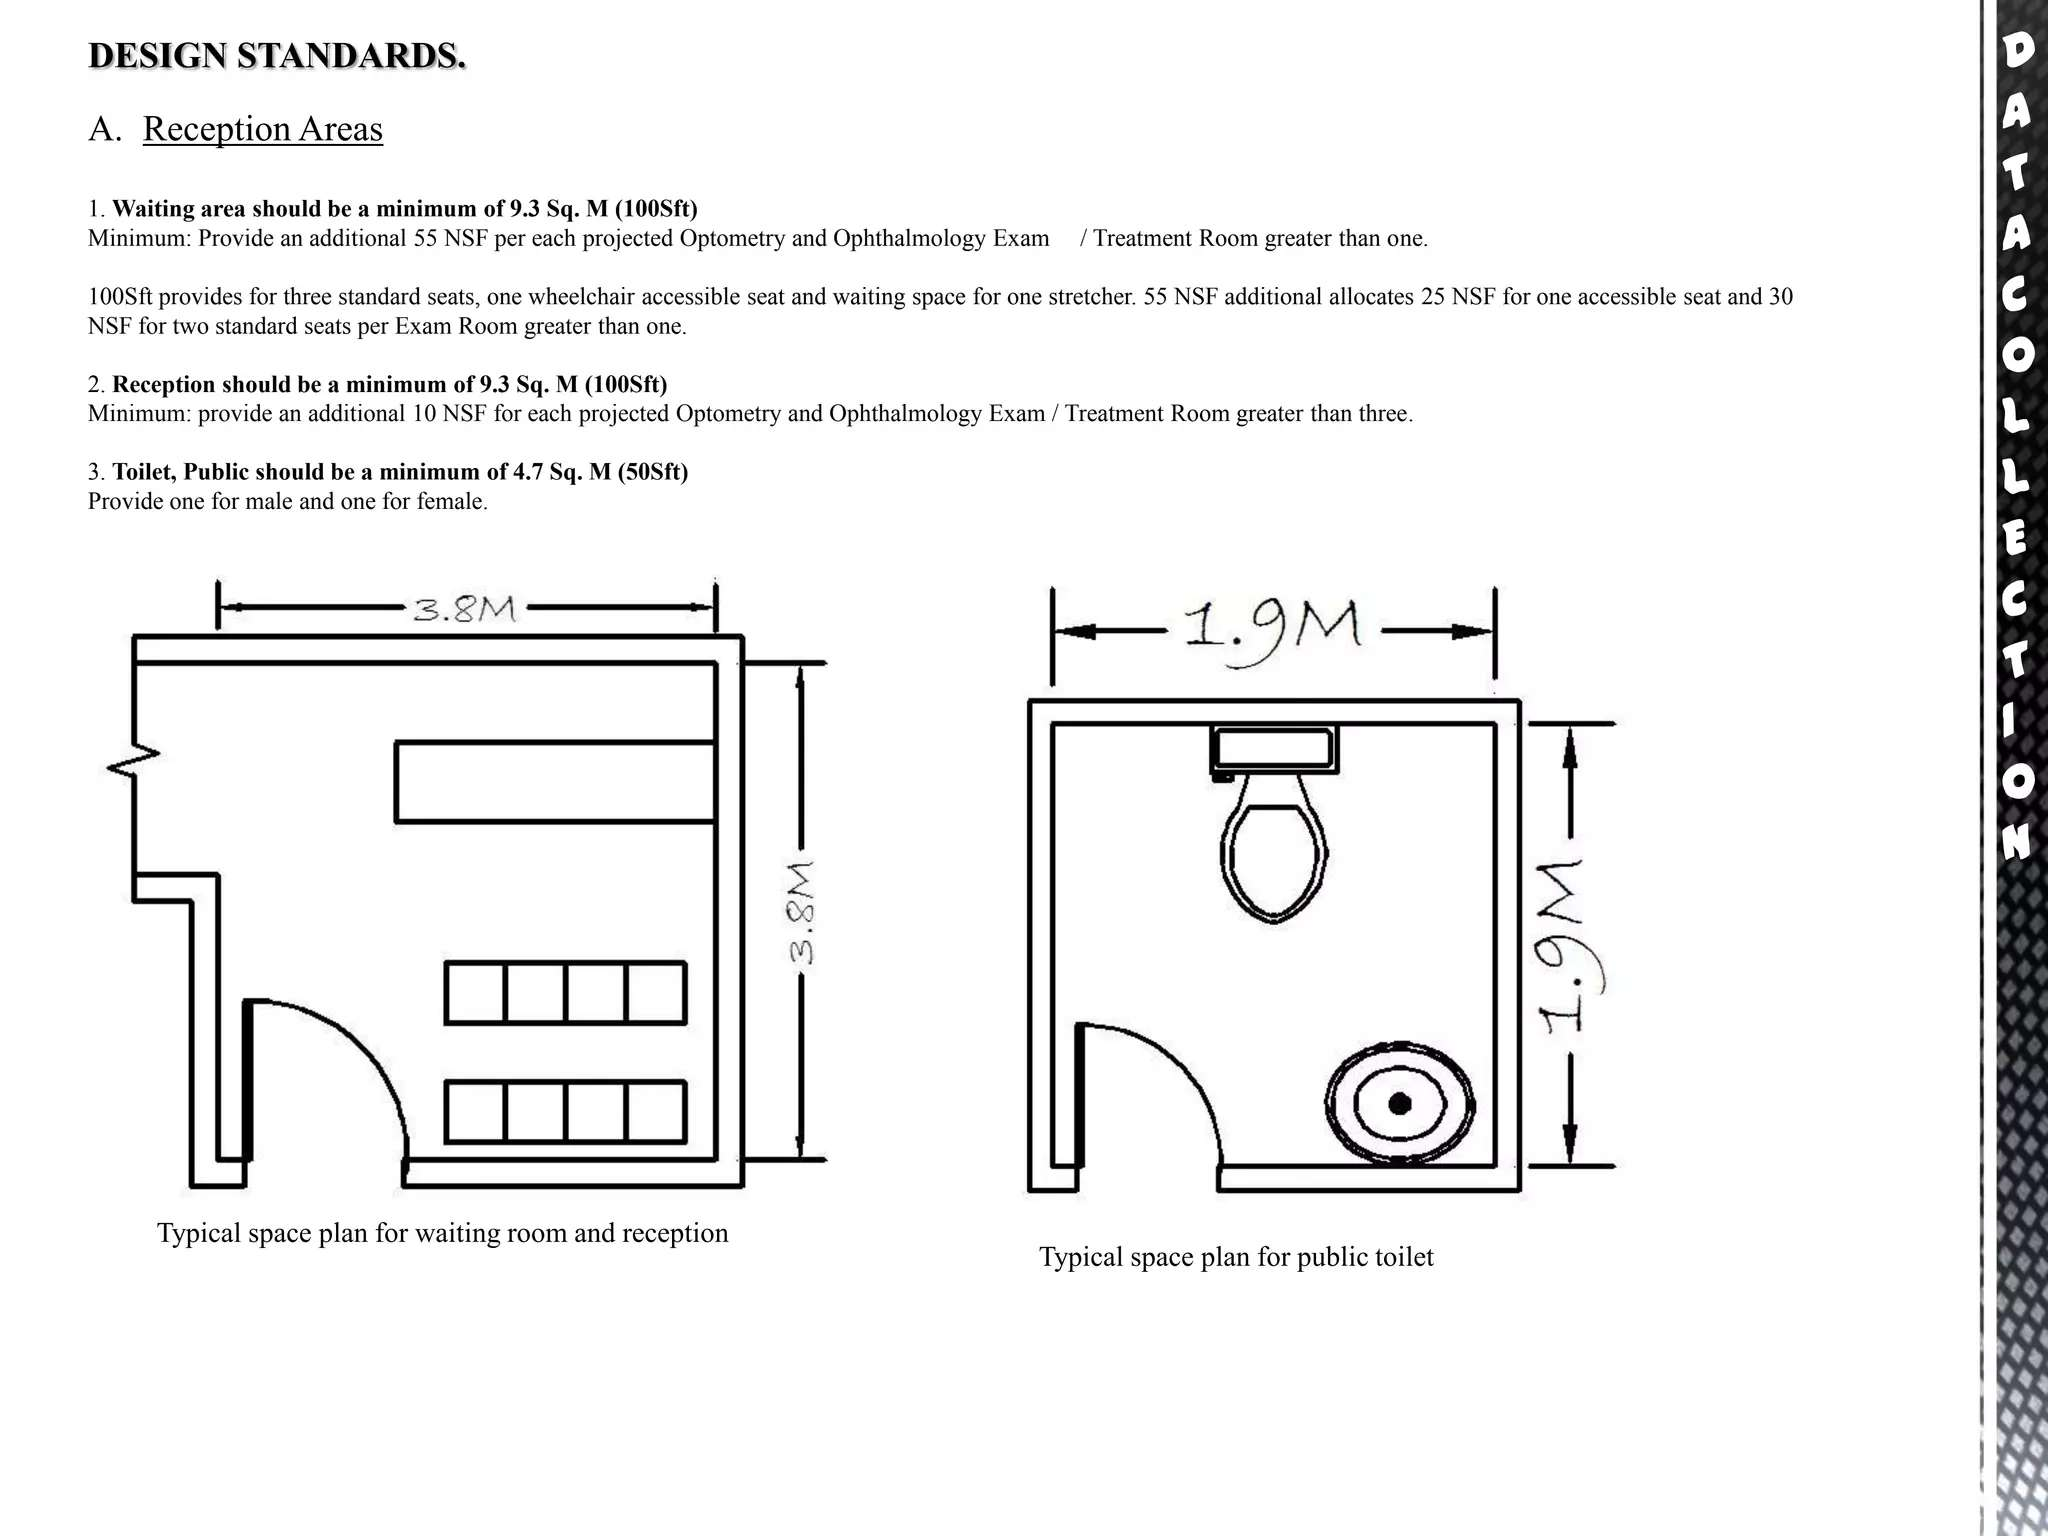 DESIGN STANDARDS.
A. Reception Areas
1. Waiting area should be a minimum of 9.3 Sq. M (100Sft)
Minimum: Provide an additional 55 NSF per each projected Optometry and Ophthalmology Exam / Treatment Room greater than one.
100Sft provides for three standard seats, one wheelchair accessible seat and waiting space for one stretcher. 55 NSF additional allocates 25 NSF for one accessible seat and 30
NSF for two standard seats per Exam Room greater than one.
2. Reception should be a minimum of 9.3 Sq. M (100Sft)
Minimum: provide an additional 10 NSF for each projected Optometry and Ophthalmology Exam / Treatment Room greater than three.
3. Toilet, Public should be a minimum of 4.7 Sq. M (50Sft)
Provide one for male and one for female.
3.8M
3.8M
Typical space plan for waiting room and reception
1.9M
1.9M
Typical space plan for public toilet
DATA COLLECTION